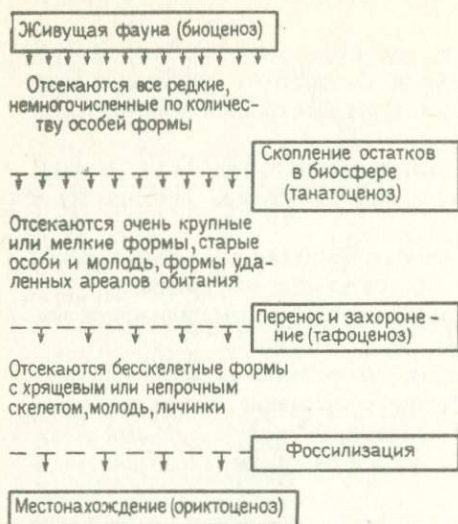 Живущая фауна (биоценоз)
Отсекаются все редкие,
немногочисленные по количес-
тву особей формы
Скопление остатков
в биосфере
(танатоценоз)
Отсекаются очень крупные
или мелкие формы, старые
особи и молодь, формы уда-
ленных ареалов обитания
Перенос и захороне-
ние (тафоценоз)
Отсекаются бесскелетные формы
с хрящевым или непрочным
скелетом, молодь, личинки
Фоссилизация
Местонахождение (ориктоценоз)